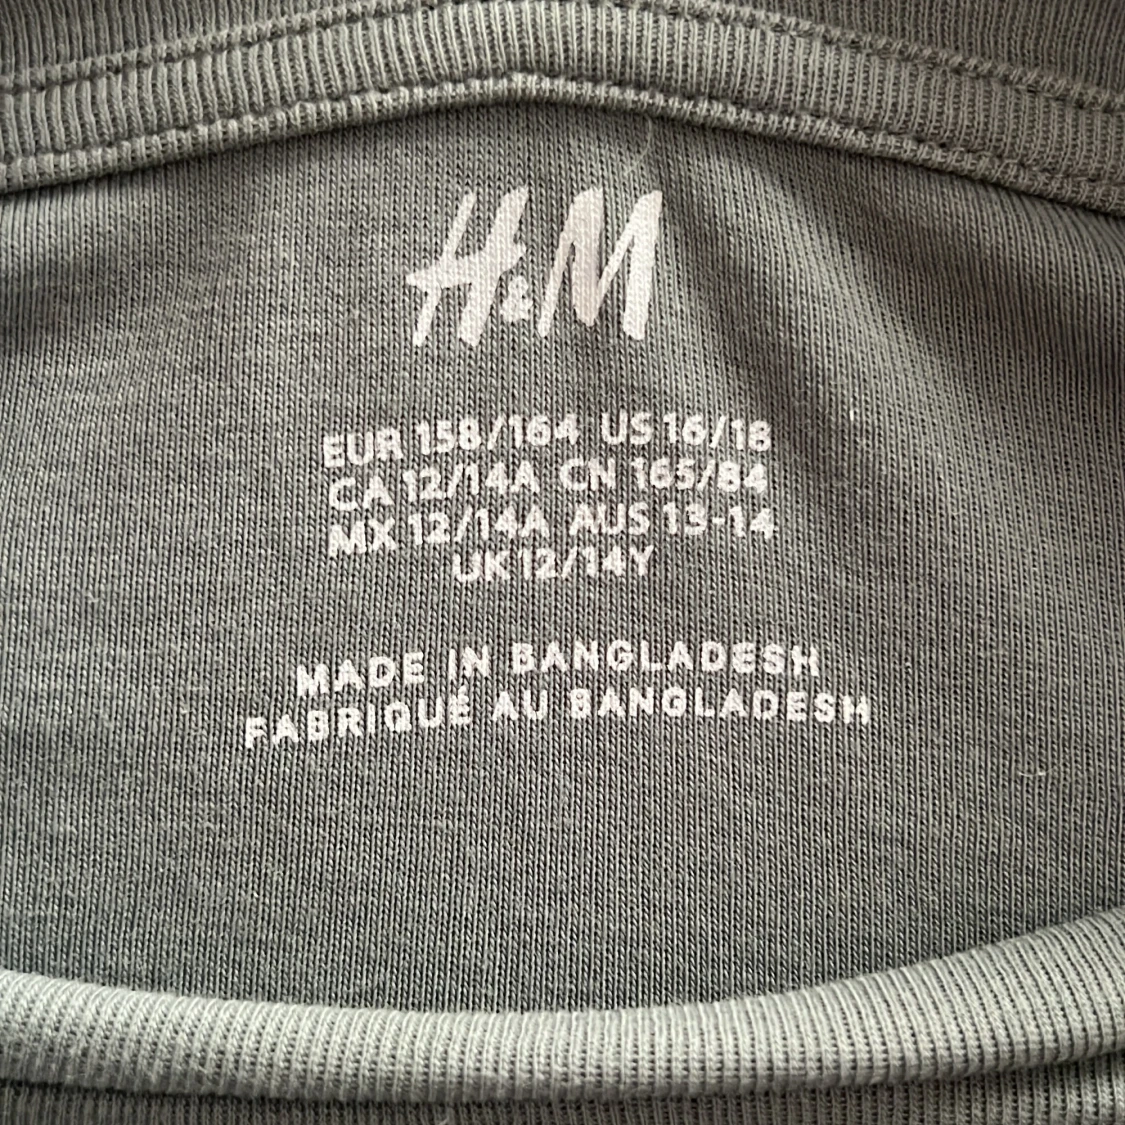 H&M
EUR 158/164 US 16/18
CA 12/14A CN 165/84
MX 12/14A AUS 13-14
UK 12/14Y
MADE IN BANGLADESH
FABRIQUÉ AU BANGLADESH